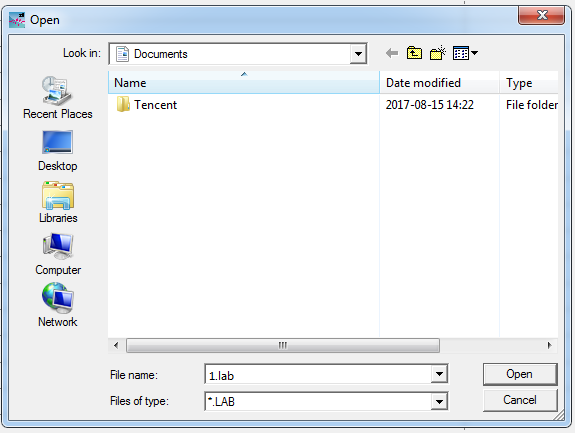 Open
Look in:
Documents
Name
Date modified
Type
Tencent
2017-08-15 14:22
File folder
Recent Places
Desktop
Libraries
Computer
Network
File name:
1.lab
Open
Files of type:
*.LAB
Cancel